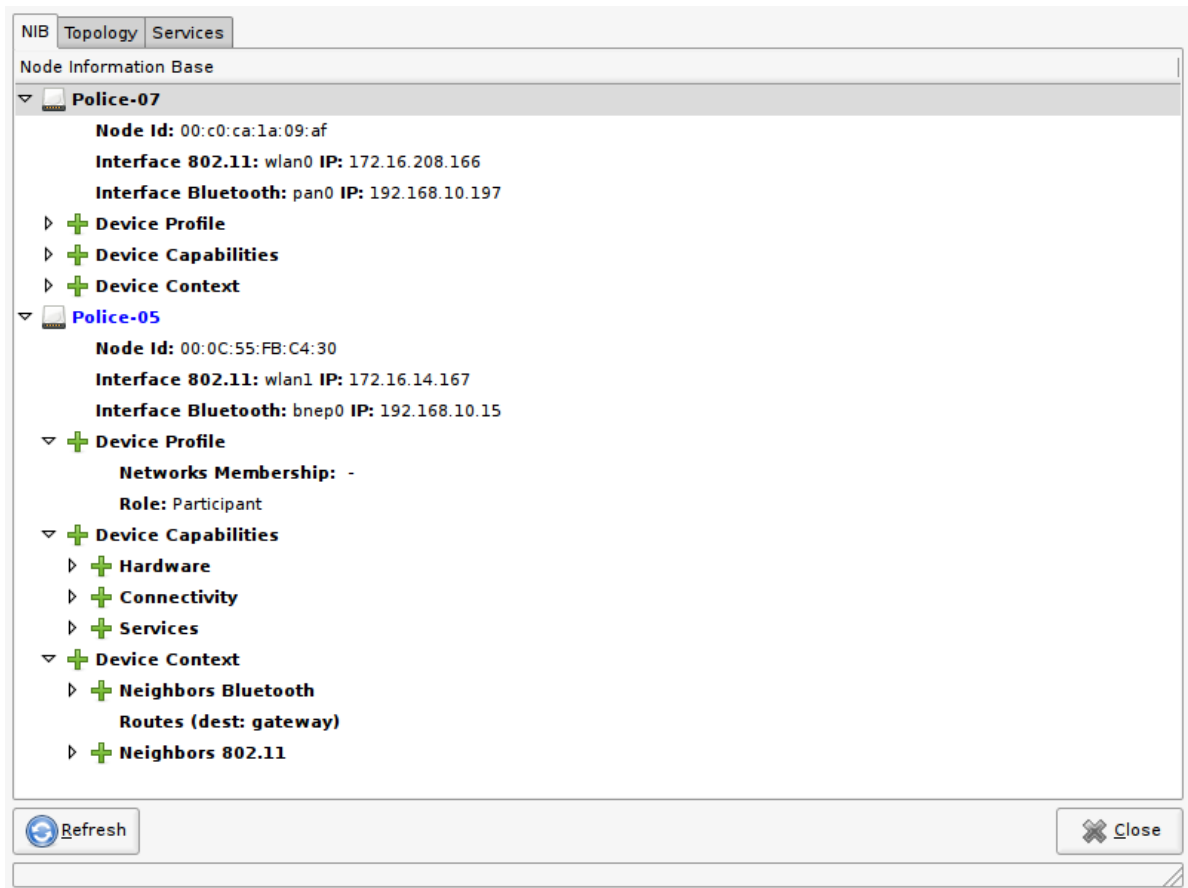 NIB Topology Services
Node Information Base
Police-07
Node Id: 00:c0:ca:1a:09:af
Interface 802.11: wlan0 IP: 172.16.208.166
Interface Bluetooth: pan0 IP: 192.168.10.197
Device Profile
Device Capabilities
Device Context
Police-05
Node Id: 00:0C:55:FB:C4:30
Interface 802.11: wlan1 IP: 172.16.14.167
Interface Bluetooth: bnep0 IP: 192.168.10.15
Device Profile
Networks Membership: -
Role: Participant
Device Capabilities
Hardware
Connectivity
Services
Device Context
Neighbors Bluetooth
Routes (dest: gateway)
Neighbors 802.11
Refresh Close